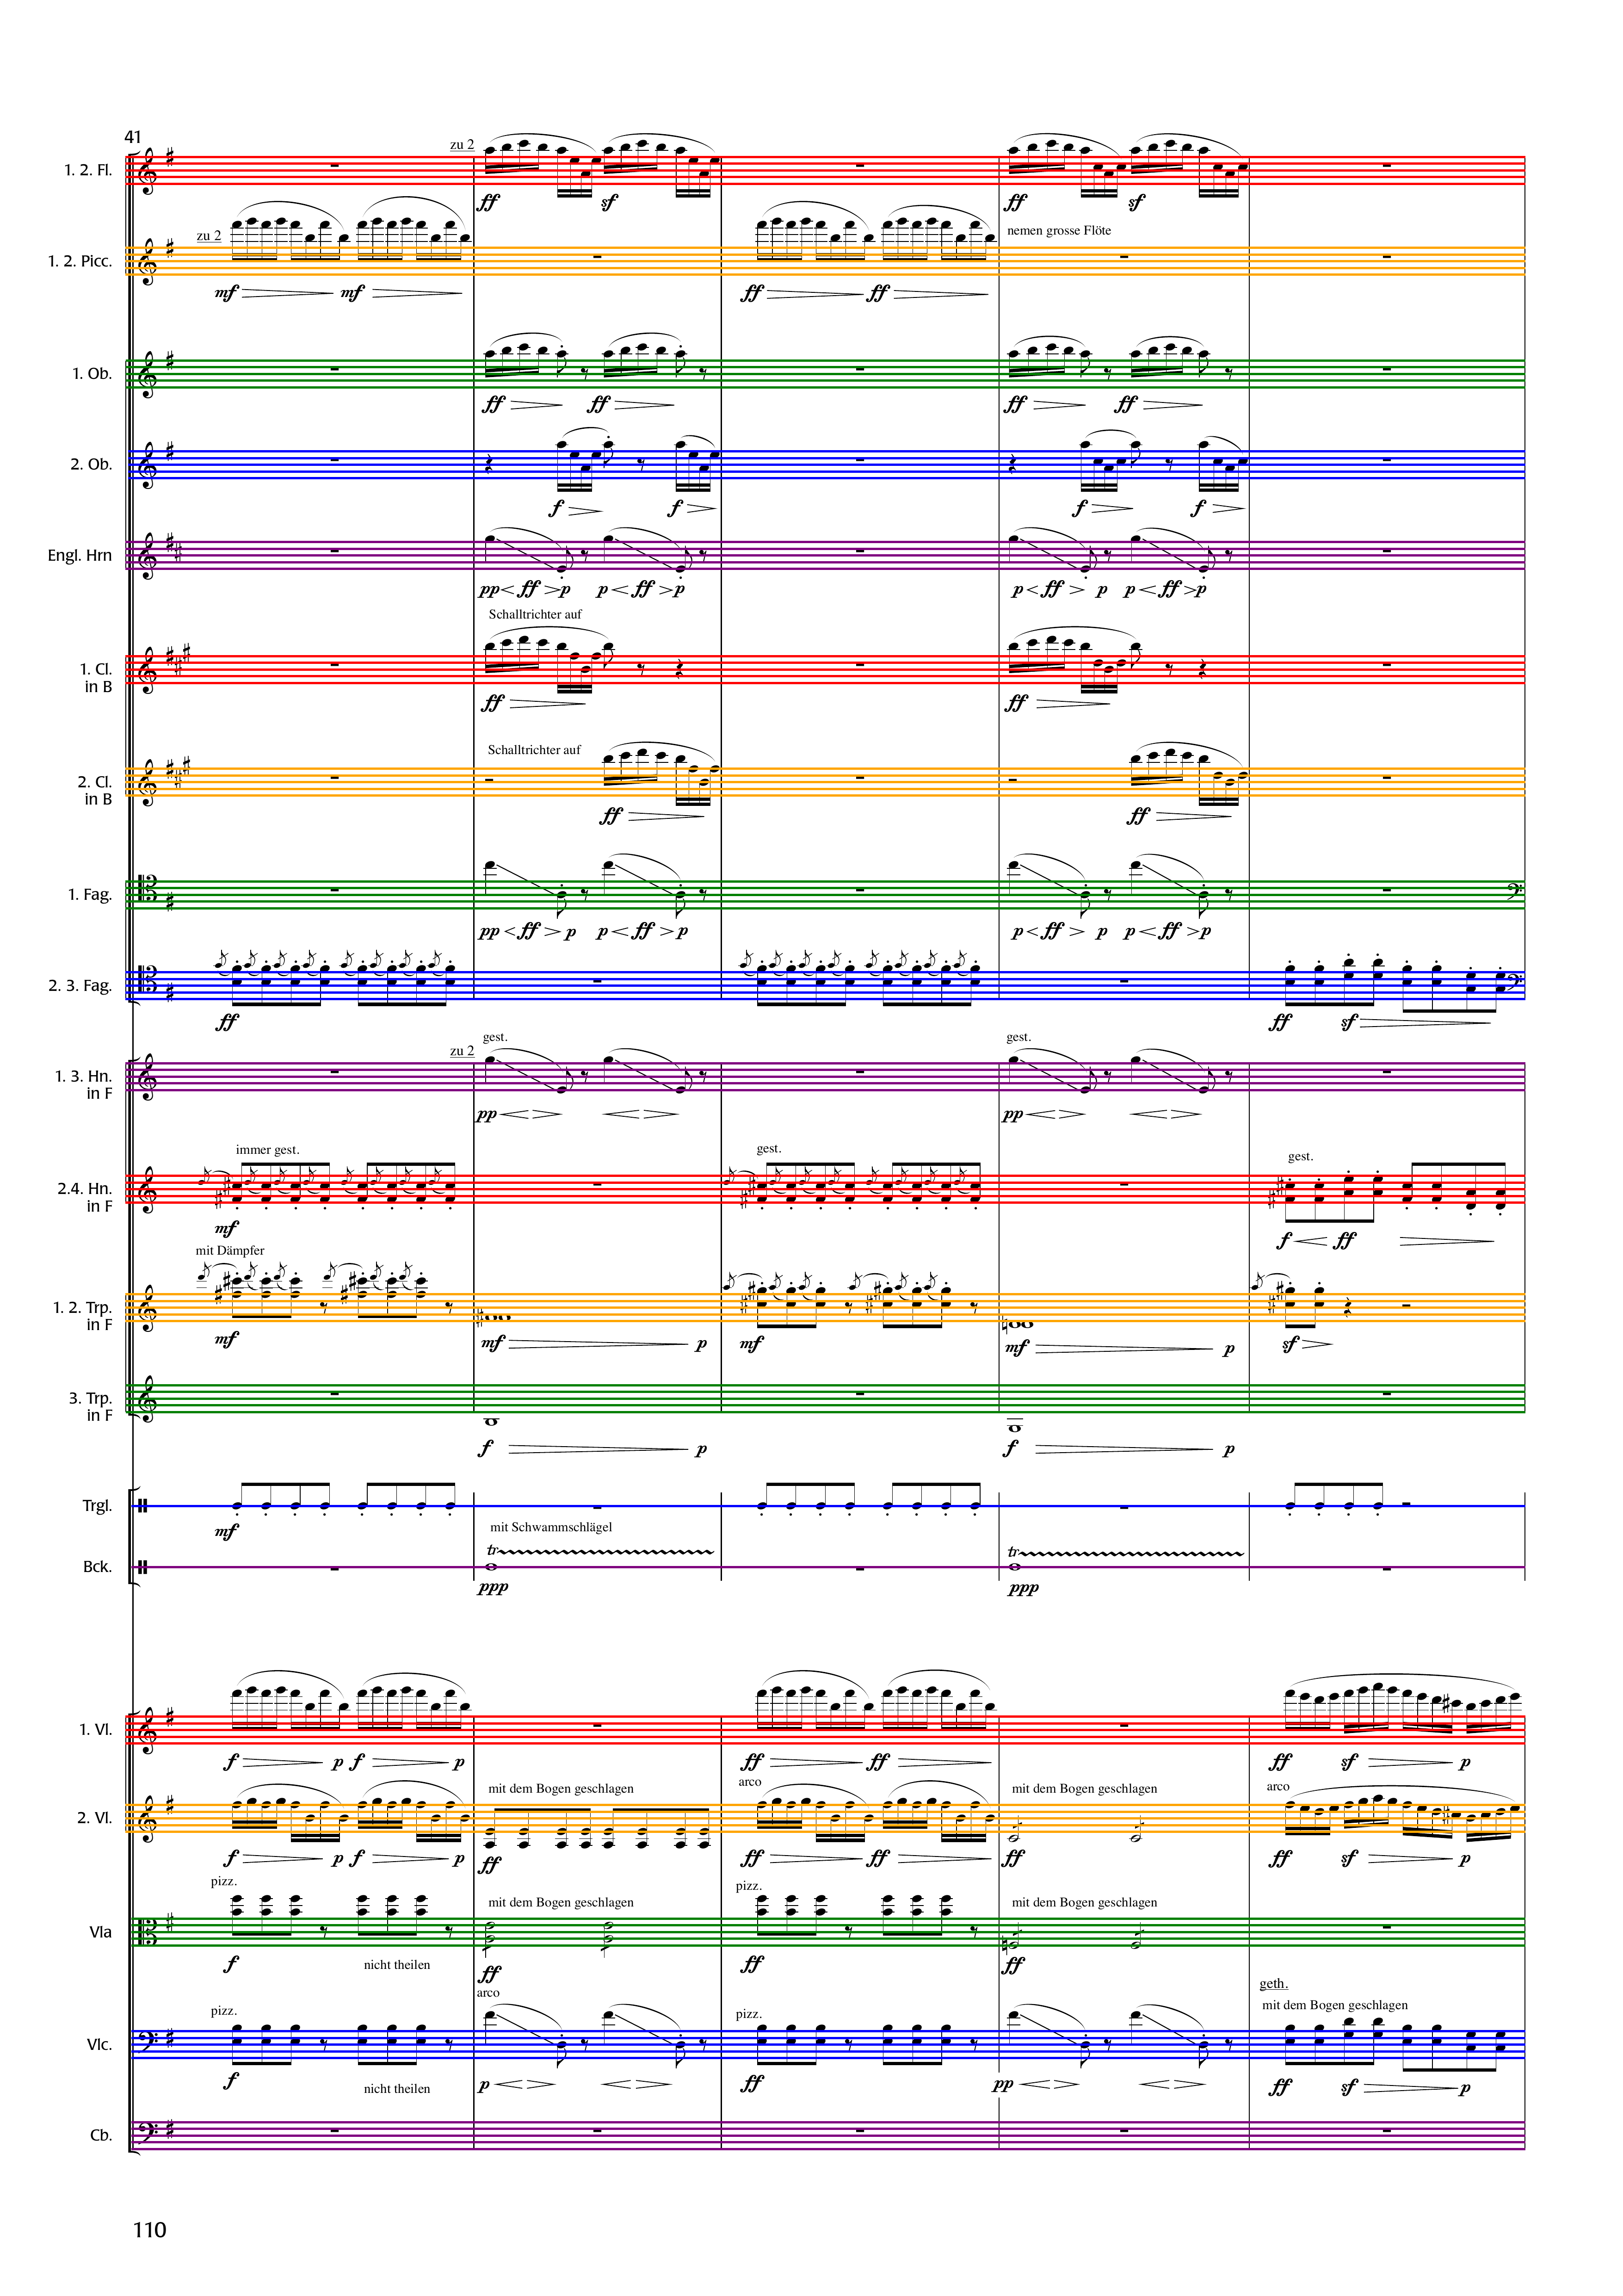 41
1. 2. Fl.
zu 2
ff
sf
ff
sf
1. 2. Picc.
zu 2
nemen grosse Flöte
mf
mf
ff
ff
1. Ob.
ff
ff
ff
ff
2. Ob.
f
f
f
f
Engl. Hrn
pp ff p p ff p
p ff p p ff p
Schalltrichter auf
1. Cl.
in B
ff
ff
Schalltrichter auf
2. Cl.
in B
ff
ff
1. Fag.
pp ff p p ff p
p ff p p ff p
2. 3. Fag.
ff
ff
sf
gest.
gest.
zu 2
1. 3. Hn.
in F
pp
pp
immer gest.
gest.
gest.
2.4. Hn.
in F
mf
f
ff
mit Dämpfer
1. 2. Trp.
in F
mf
mf
p
mf
mf
p
sf
3. Trp.
in F
f
p
f
p
Trgl.
mf
mit Schwammschlägel
tr
tr
Bck.
ppp
ppp
1. Vl.
f
p
f
p
ff
ff
ff
sf
p
arco
mit dem Bogen geschlagen
mit dem Bogen geschlagen
arco
2. Vl.
f
p
f
p
ff
ff
ff
ff
ff
sf
p
pizz.
mit dem Bogen geschlagen
pizz.
mit dem Bogen geschlagen
Vla
f
nicht theilen
ff
ff
ff
geth.
arco
mit dem Bogen geschlagen
pizz.
pizz.
Vlc.
f
nicht theilen
p
ff
pp
ff
sf
p
Cb.
110